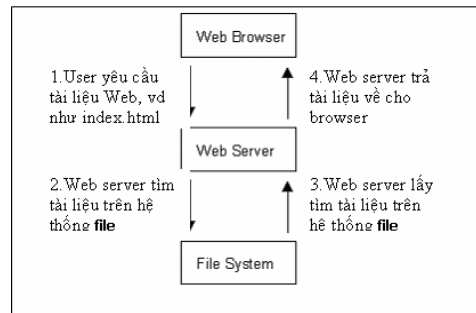 Web Browser
1.User yêu cầu
tài liệu Web, vd
như index.html
4.Web server trả
tài liệu về cho
browser
Web Server
2.Web server tìm
tài liệu trên hệ
thống file
3.Web server lấy
tìm tài liệu trên
hê thống file
File System